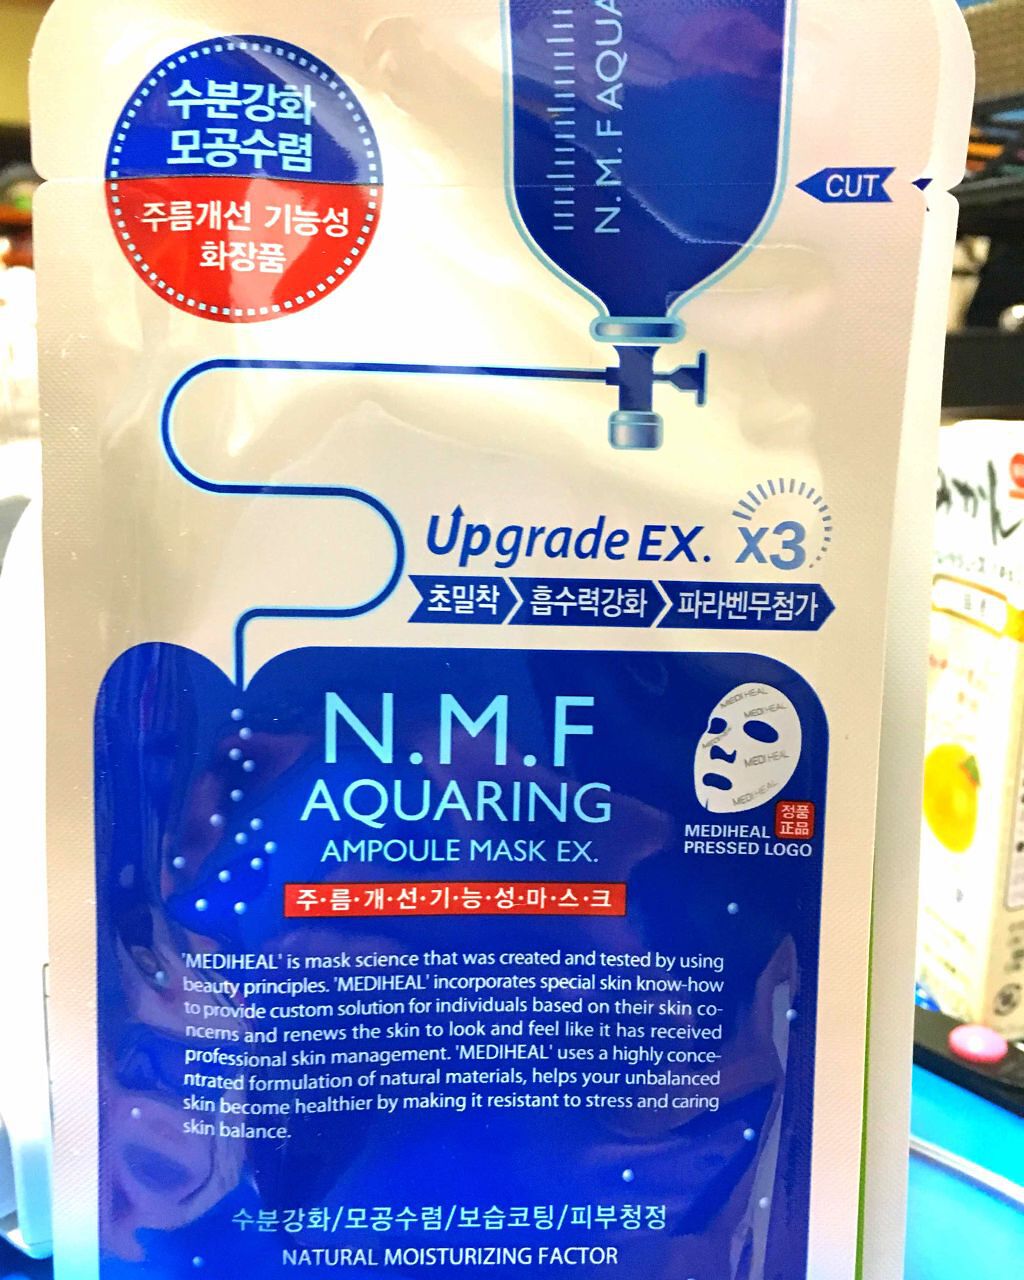 수분강화
모공수렴
주름개선 기능성
화장품
N.M.F AQUA
CUT
Upgrade EX. x3
초밀착 흡수력강화 파라벤무첨가
N.M.F
AQUARING
AMPOULE MASK EX.
MEDIHEAL
MEDIHEAL
MEDIHEAL
MEDIHEAL
정품
正品
MEDIHEAL
PRESSED LOGO
주·름·개·선·기·능·성·마·스·크
'MEDIHEAL' is mask science that was created and tested by using
beauty principles. 'MEDIHEAL' incorporates special skin know-how
to provide custom solution for individuals based on their skin co-
ncerns and renews the skin to look and feel like it has received
professional skin management. 'MEDIHEAL' uses a highly conce-
ntrated formulation of natural materials, helps your unbalanced
skin become healthier by making it resistant to stress and caring
skin balance.
수분강화/모공수렴/보습코팅/피부청정
NATURAL MOISTURIZING FACTOR